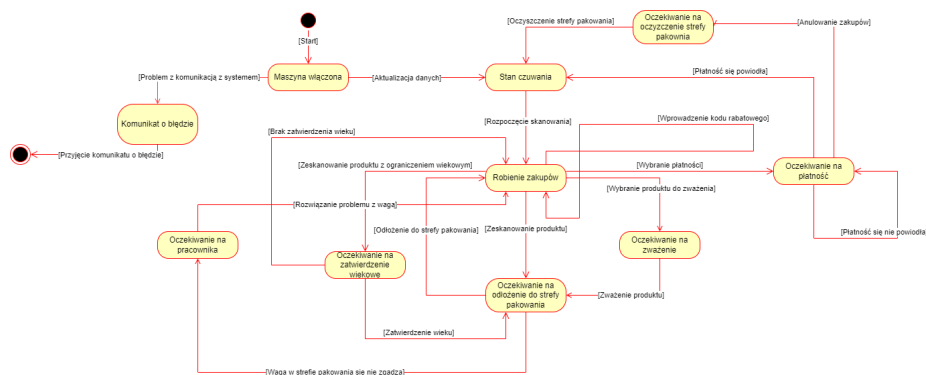 Oczekiwanie na
oczyzczenie strefy
pakownia
[Oczyszczenie strefy pakowania]
[Anulowanie zakupów]
[Start]
[Problem z komunikacją z systemem]
Maszyna włączona
[Aktualizacja danych]
Stan czuwania
[Płatność się powiodła]
Komunikat o błędzie
[Rozpoczęcie skanowania]
[Wprowadzenie kodu rabatowego]
[Brak zatwierdzenia wieku]
[Przyjęcie komunikatu o błędzie]
[Zeskanowanie produktu z ograniczeniem wiekowym]
Robienie zakupów
[Wybranie płatności]
Oczekiwanie na
płatność
[Wybranie produktu do zważenia]
[Rozwiązanie problemu z wagą]
[Odłożenie do strefy pakowania]
[Zeskanowanie produktu]
[Płatność się nie powiodła]
Oczekiwanie na
pracownika
Oczekiwanie na
zatwierdzenie
wiekowe
Oczekiwanie na
zważenie
Oczekiwanie na
odłożenie do strefy
pakowania
[Zważenie produktu]
[Zatwierdzenie wieku]
[Waga w strefie pakowania się nie zgadza]